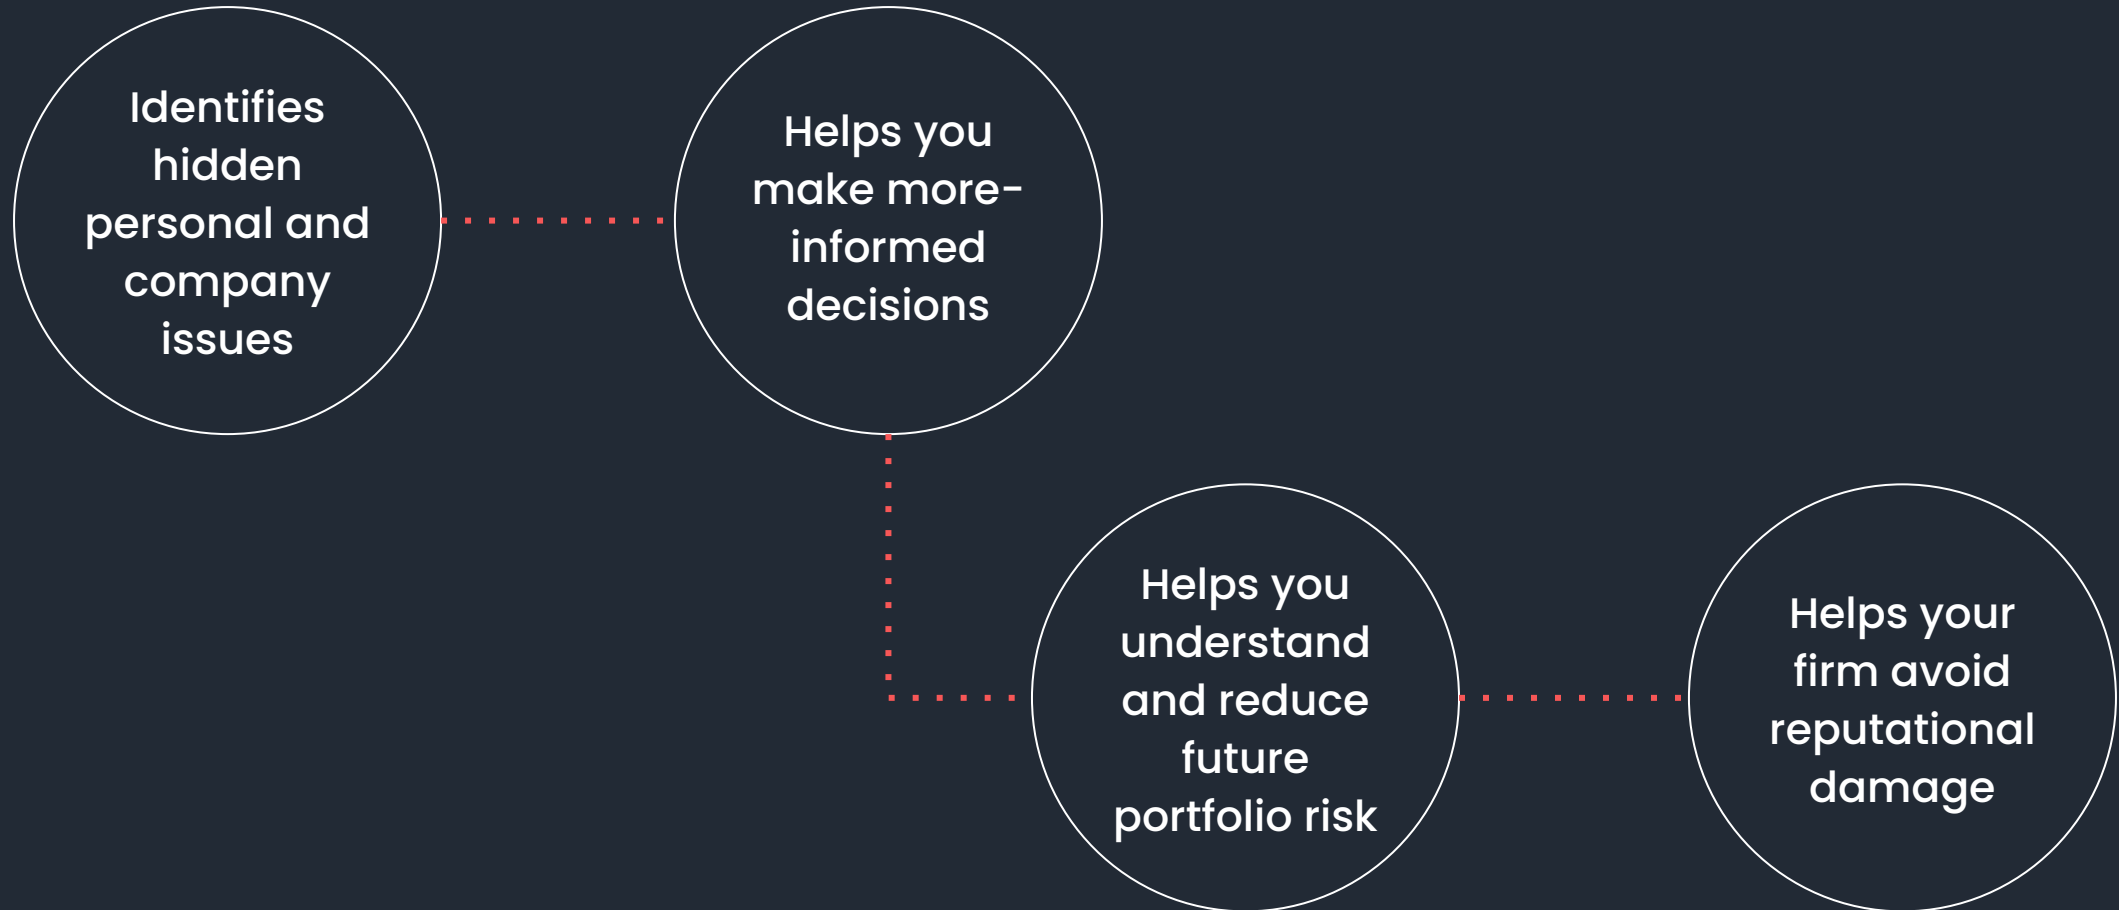 Identifies
hidden
personal and
company
issues
Helps you
make more-
informed
decisions
Helps you
understand
and reduce
future
portfolio risk
Helps your
firm avoid
reputational
damage